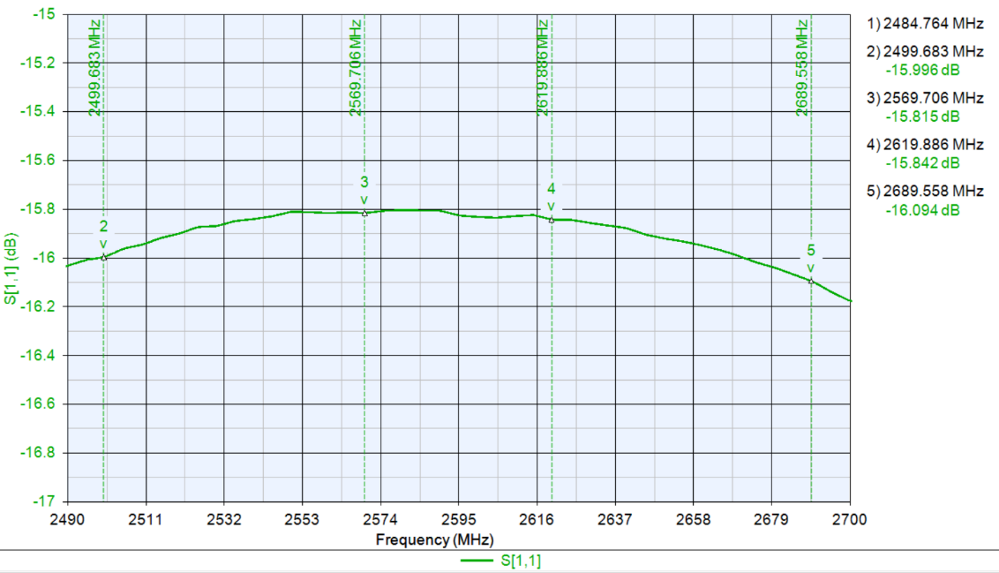 -15
-15.2
-15.4
-15.6
-15.8
-16
-16.2
-16.4
-16.6
-16.8
-17
S[1,1] (dB)
2499.683 MHz
2569.706 MHz
2619.886 MHz
2689.558 MHz
2
v
3
v
4
v
5
v
2490 2511 2532 2553 2574 2595 2616 2637 2658 2679 2700
Frequency (MHz)
S[1,1]
1) 2484.764 MHz
2) 2499.683 MHz
-15.996 dB
3) 2569.706 MHz
-15.815 dB
4) 2619.886 MHz
-15.842 dB
5) 2689.558 MHz
-16.094 dB